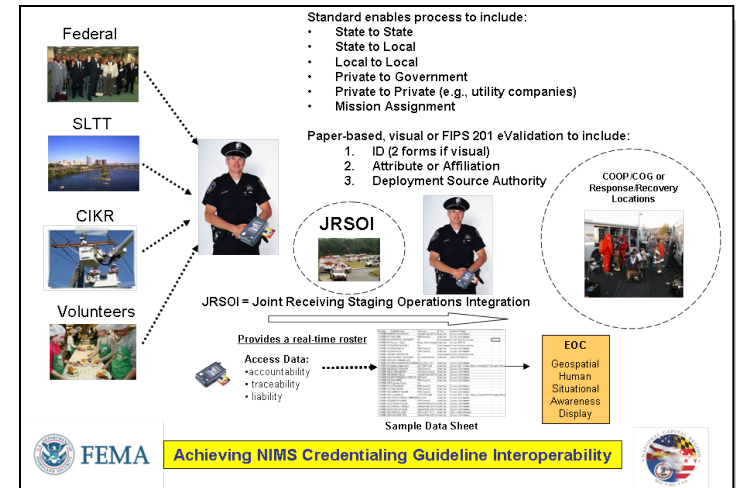 Federal
SLTT
CIKR
Volunteers
Standard enables process to include:
• State to State
• State to Local
• Local to Local
• Private to Government
• Private to Private (e.g., utility companies)
• Mission Assignment
Paper-based, visual or FIPS 201 eValidation to include:
1. ID (2 forms if visual)
2. Attribute or Affiliation
3. Deployment Source Authority
JRSOI
COOP/COG or
Response/Recovery
Locations
JRSOI = Joint Receiving Staging Operations Integration
Provides a real-time roster
Access Data:
•accountability
•traceability
• liability
Sample Data Sheet
EOC
Geospatial
Human
Situational
Awareness
Display
FEMA
Achieving NIMS Credentialing Guideline Interoperability